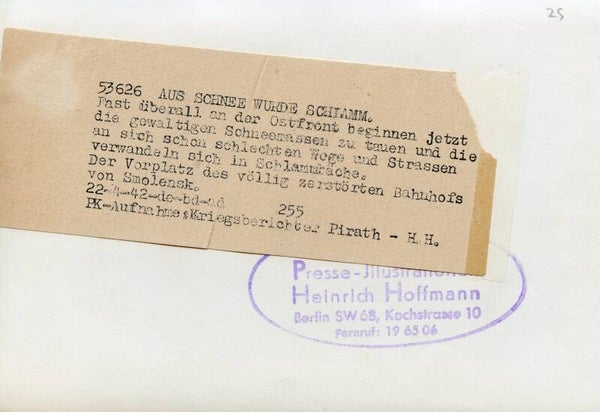 25
53626 AUS SCHNEE WURDE SCHLAMM.
Fast überall an der Ostfront beginnen jetzt
die gewaltigen Schneemassen zu tauen und die
an sich schon schlechten Wege und Strassen
verwandeln sich in Schlammbäche.
Der Vorplatz des völlig zerstörten Bahnhofs
von Smolensk.
22-4-42-do-bd-ad 255
PK-Aufnahme:Kriegsberichter Pirath - H.H.
Presse-Illustrationen
Heinrich Hoffmann
Berlin SW 68, Kochstrasse 10
Fernruf: 19 65 06